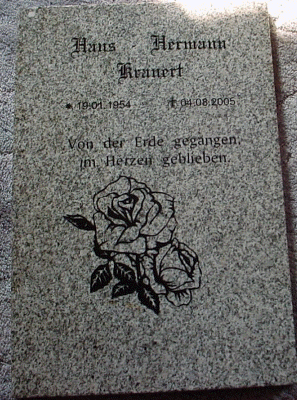 Hans - Hermann
Kranert
* 19.01.1954 ✝ 04.08.2005
Von der Erde gegangen,
im Herzen geblieben.